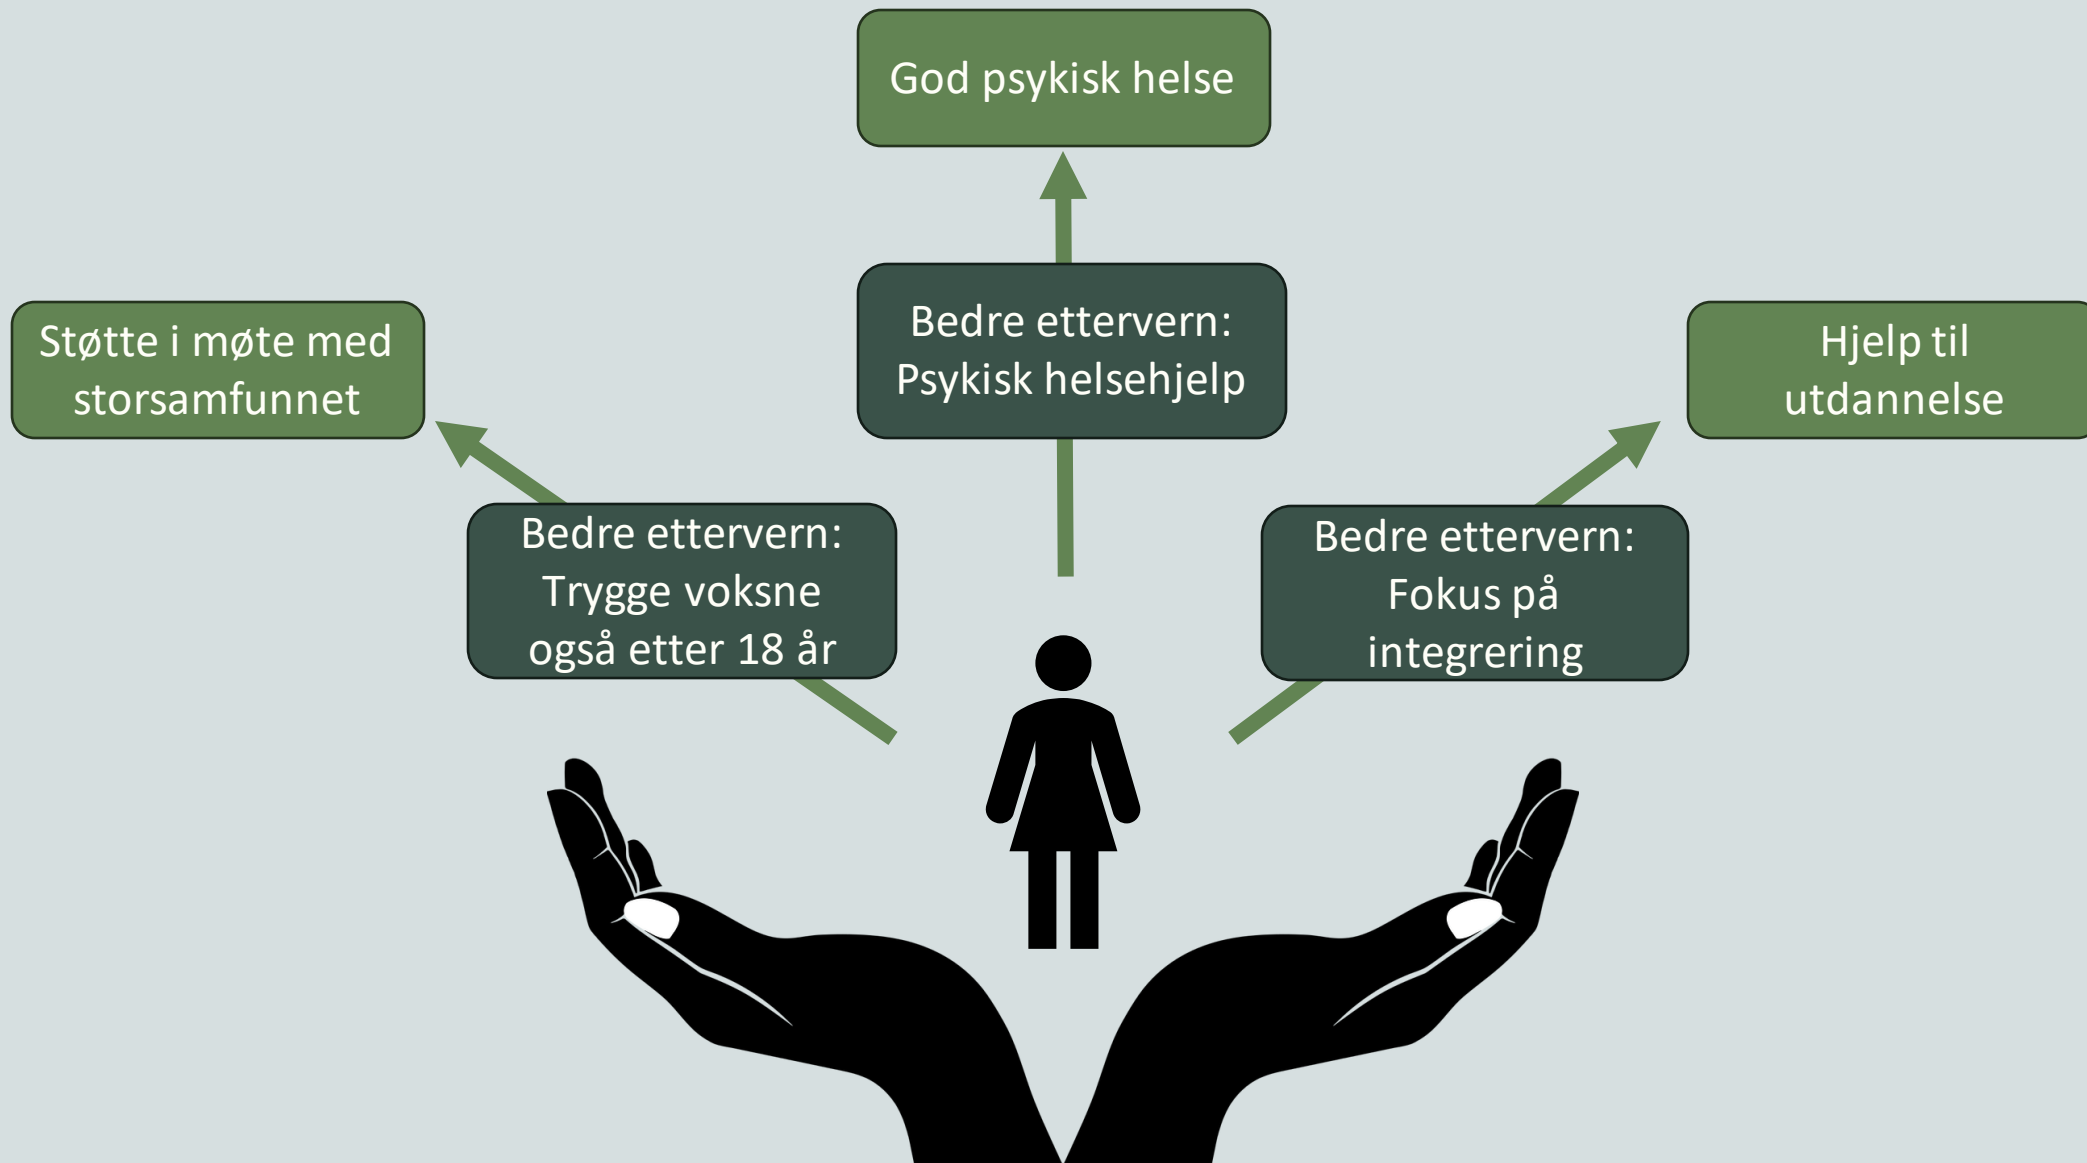 God psykisk helse
Bedre ettervern:
Psykisk helsehjelp
Støtte i møte med
storsamfunnet
Hjelp til
utdannelse
Bedre ettervern:
Trygge voksne
også etter 18 år
Bedre ettervern:
Fokus på
integrering